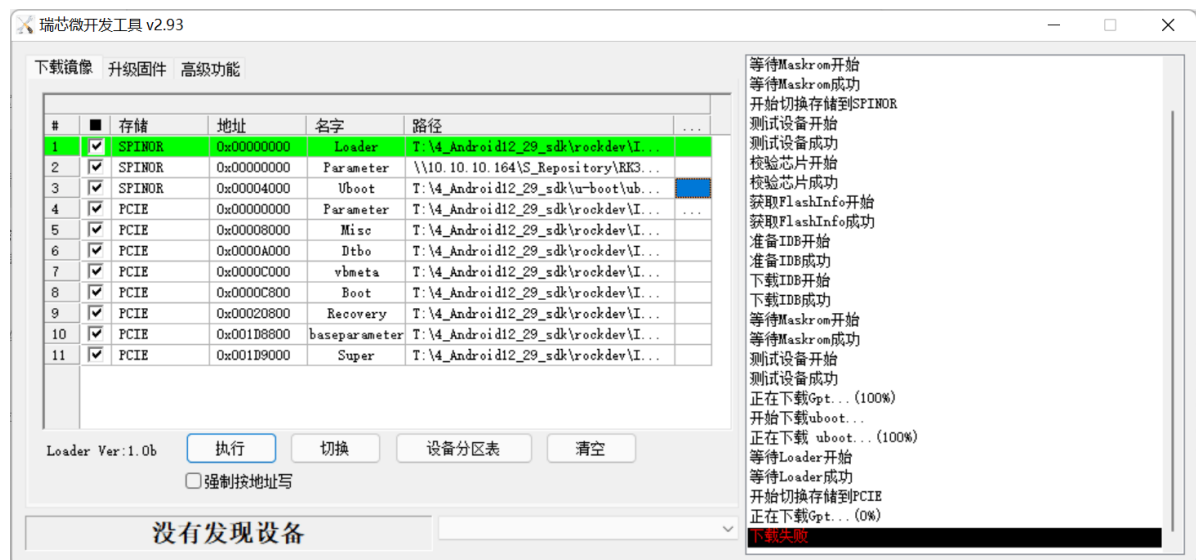 瑞芯微开发工具 v2.93
下载镜像 升级固件 高级功能
# 存储 地址 名字 路径 ...
1 SPINOR 0x00000000 Loader T:\4_Android12_29_sdk\rockdev\I...
2 SPINOR 0x00000000 Parameter \\10.10.10.164\S_Repository\RK3...
3 SPINOR 0x00004000 Uboot T:\4_Android12_29_sdk\u-boot\ub...
4 PCIE 0x00000000 Parameter T:\4_Android12_29_sdk\rockdev\I... ...
5 PCIE 0x00008000 Misc T:\4_Android12_29_sdk\rockdev\I...
6 PCIE 0x0000A000 Dtbo T:\4_Android12_29_sdk\rockdev\I...
7 PCIE 0x0000C000 vbmeta T:\4_Android12_29_sdk\rockdev\I...
8 PCIE 0x0000C800 Boot T:\4_Android12_29_sdk\rockdev\I...
9 PCIE 0x00020800 Recovery T:\4_Android12_29_sdk\rockdev\I...
10 PCIE 0x001D8800 baseparameter T:\4_Android12_29_sdk\rockdev\I...
11 PCIE 0x001D9000 Super T:\4_Android12_29_sdk\rockdev\I...
Loader Ver:1.0b 执行 切换 设备分区表 清空
强制按地址写
没有发现设备
等待Maskrom开始
等待Maskrom成功
开始切换存储到SPINOR
测试设备开始
测试设备成功
校验芯片开始
校验芯片成功
获取FlashInfo开始
获取FlashInfo成功
准备IDB开始
准备IDB成功
下载IDB开始
下载IDB成功
等待Maskrom开始
等待Maskrom成功
测试设备开始
测试设备成功
正在下载Gpt...(100%)
开始下载uboot...
正在下载 uboot...(100%)
等待Loader开始
等待Loader成功
开始切换存储到PCIE
正在下载Gpt...(0%)
下载失败